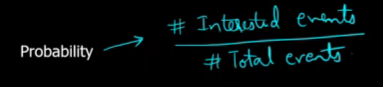 # Interested events
Probability →
# Total events